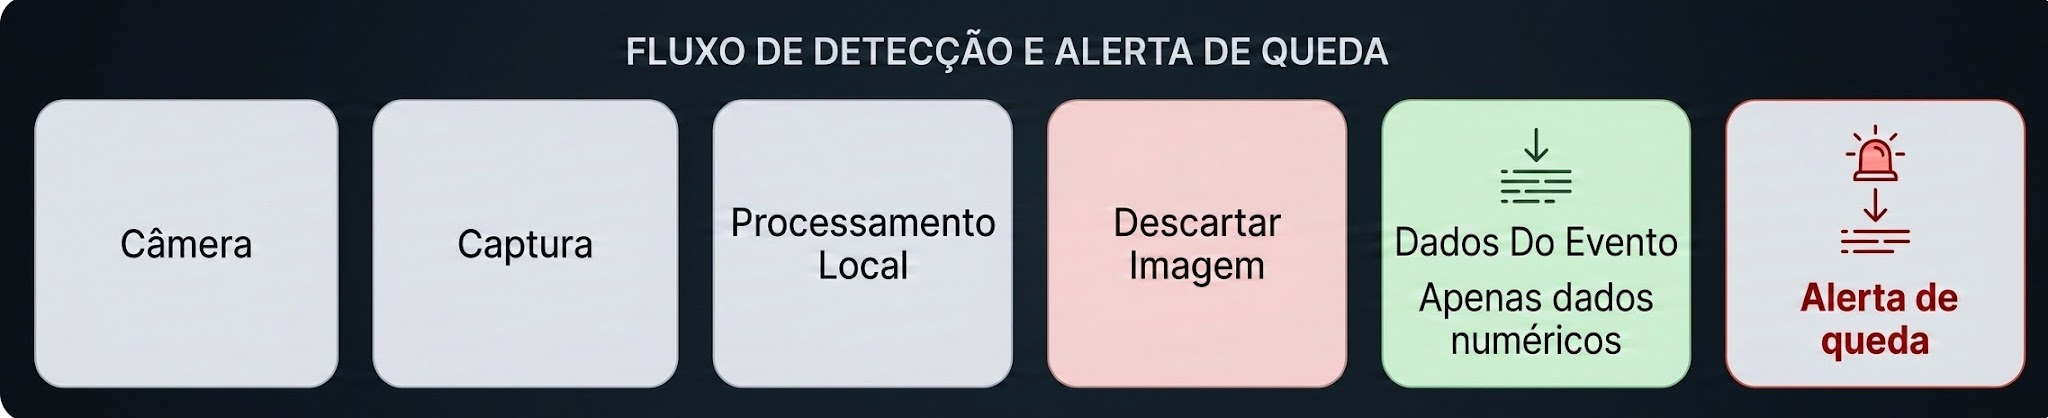 FLUXO DE DETECÇÃO E ALERTA DE QUEDA
Câmera
Captura
Processamento
Local
Descartar
Imagem
Dados Do Evento
Apenas dados
numéricos
Alerta de
queda